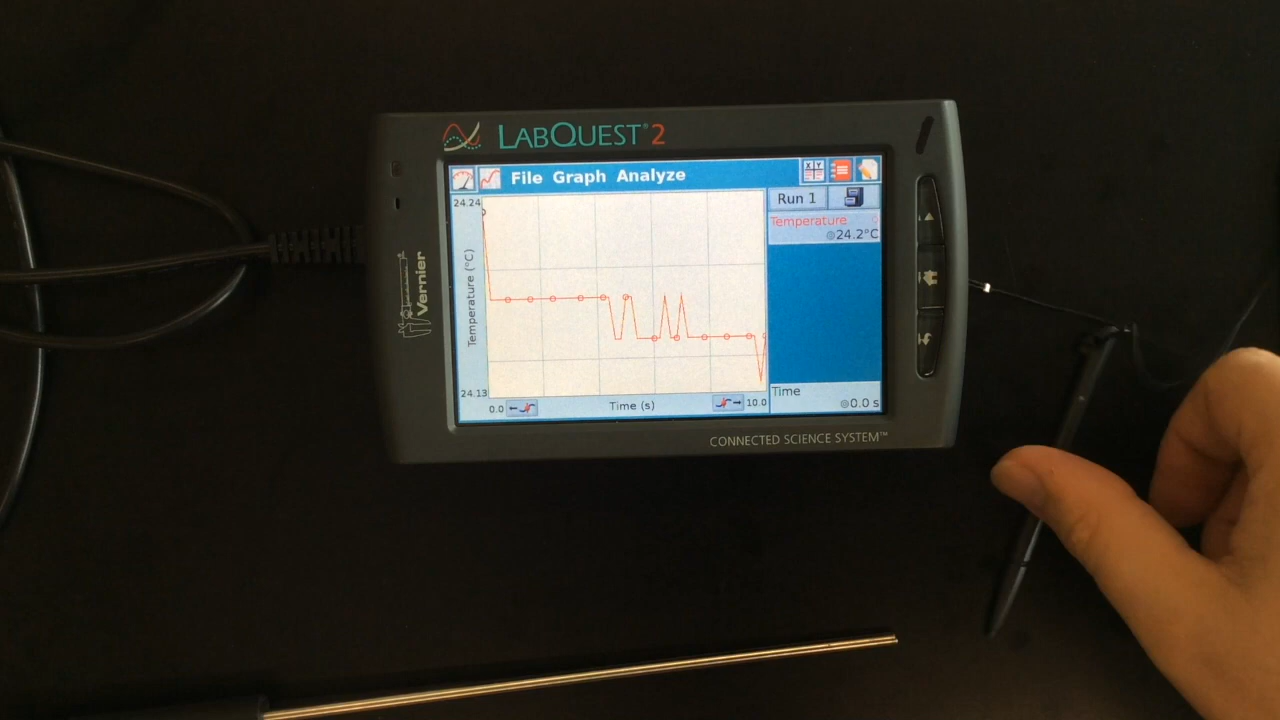 LABQUEST® 2
File Graph Analyze
X Y
Run 1
24.24
Temperature
24.2°C
Temperature (°C)
Vernier
24.13
0.0
Time (s)
10.0
Time
0.0 s
CONNECTED SCIENCE SYSTEM™